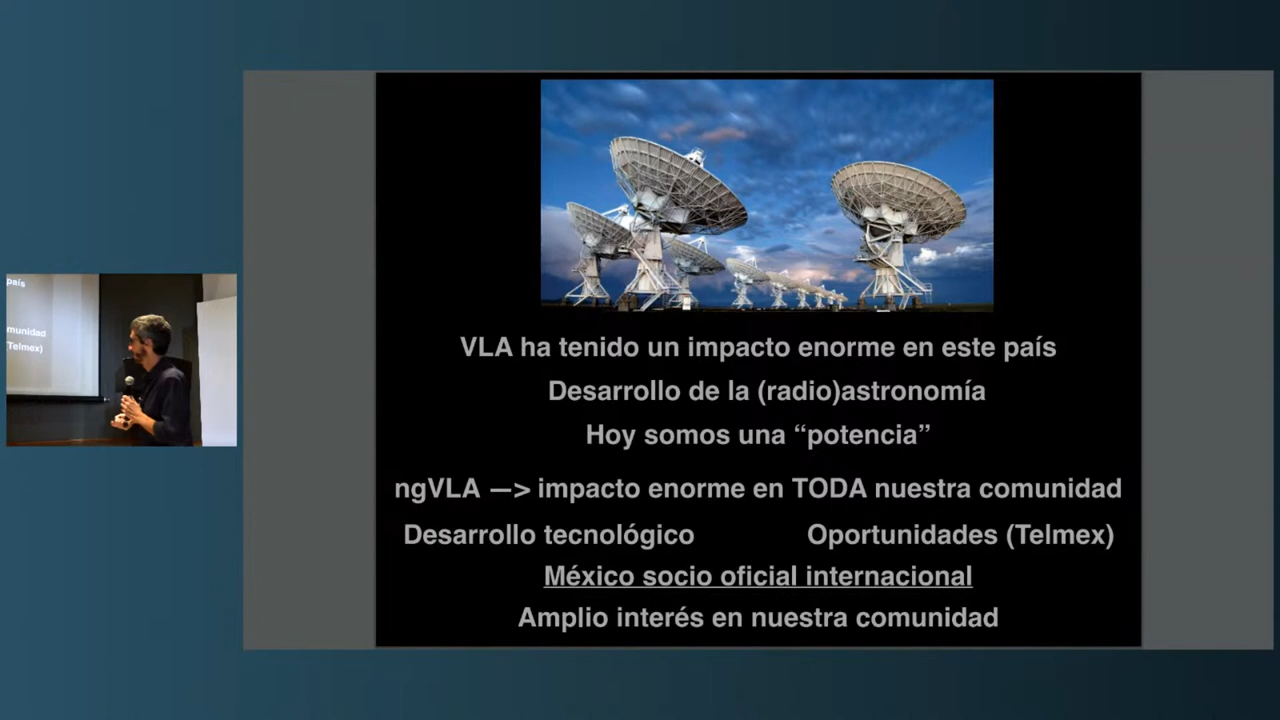 VLA ha tenido un impacto enorme en este país
Desarrollo de la (radio)astronomía
Hoy somos una “potencia”
ngVLA —> impacto enorme en TODA nuestra comunidad
Desarrollo tecnológico
Oportunidades (Telmex)
México socio oficial internacional
Amplio interés en nuestra comunidad
país
munidad
Telmex)